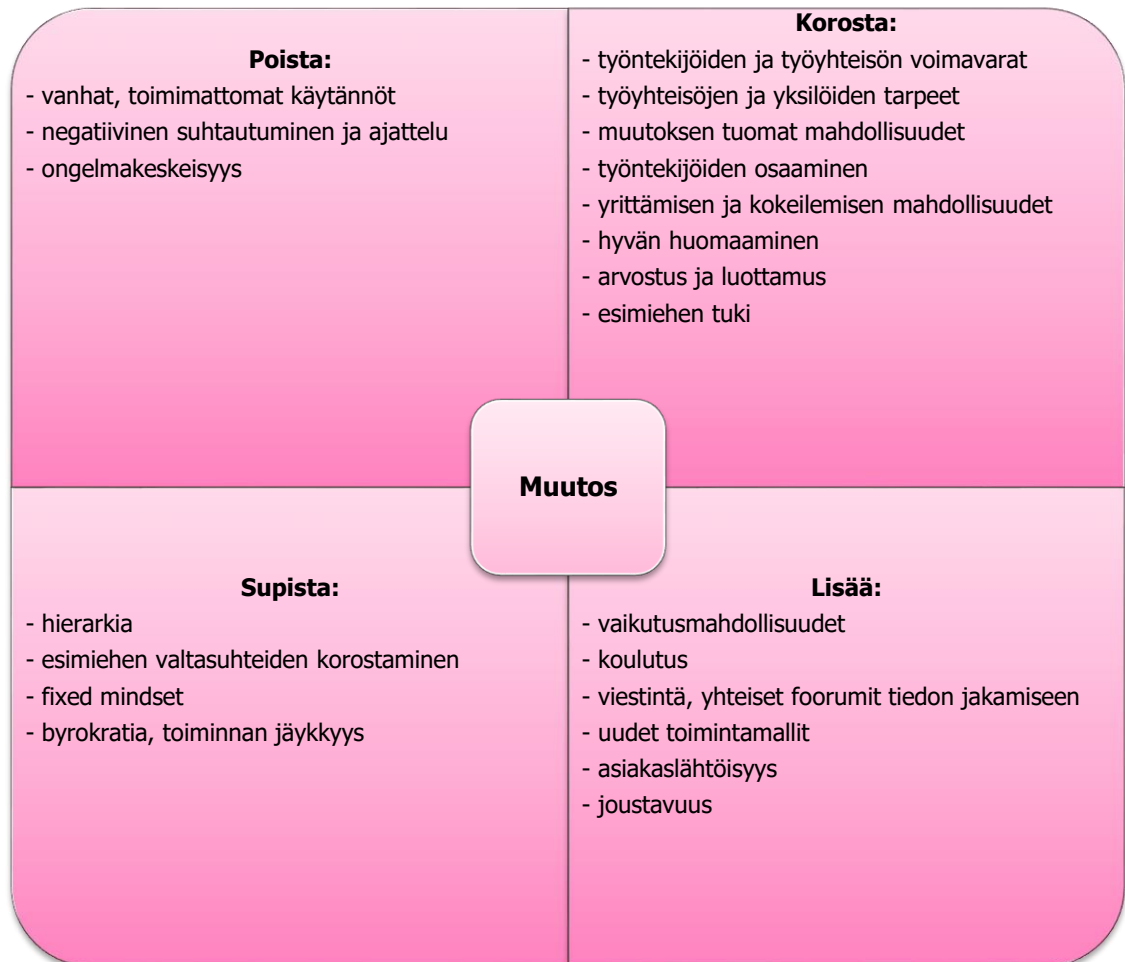 Poista:
- vanhat, toimimattomat käytännöt
- negatiivinen suhtautuminen ja ajattelu
- ongelmakeskeisyys
Korosta:
- työntekijöiden ja työyhteisön voimavarat
- työyhteisöjen ja yksilöiden tarpeet
- muutoksen tuomat mahdollisuudet
- työntekijöiden osaaminen
- yrittämisen ja kokeilemisen mahdollisuudet
- hyvän huomaaminen
- arvostus ja luottamus
- esimiehen tuki
Muutos
Supista:
- hierarkia
- esimiehen valtasuhteiden korostaminen
- fixed mindset
- byrokratia, toiminnan jäykkyys
Lisää:
- vaikutusmahdollisuudet
- koulutus
- viestintä, yhteiset foorumit tiedon jakamiseen
- uudet toimintamallit
- asiakaslähtöisyys
- joustavuus